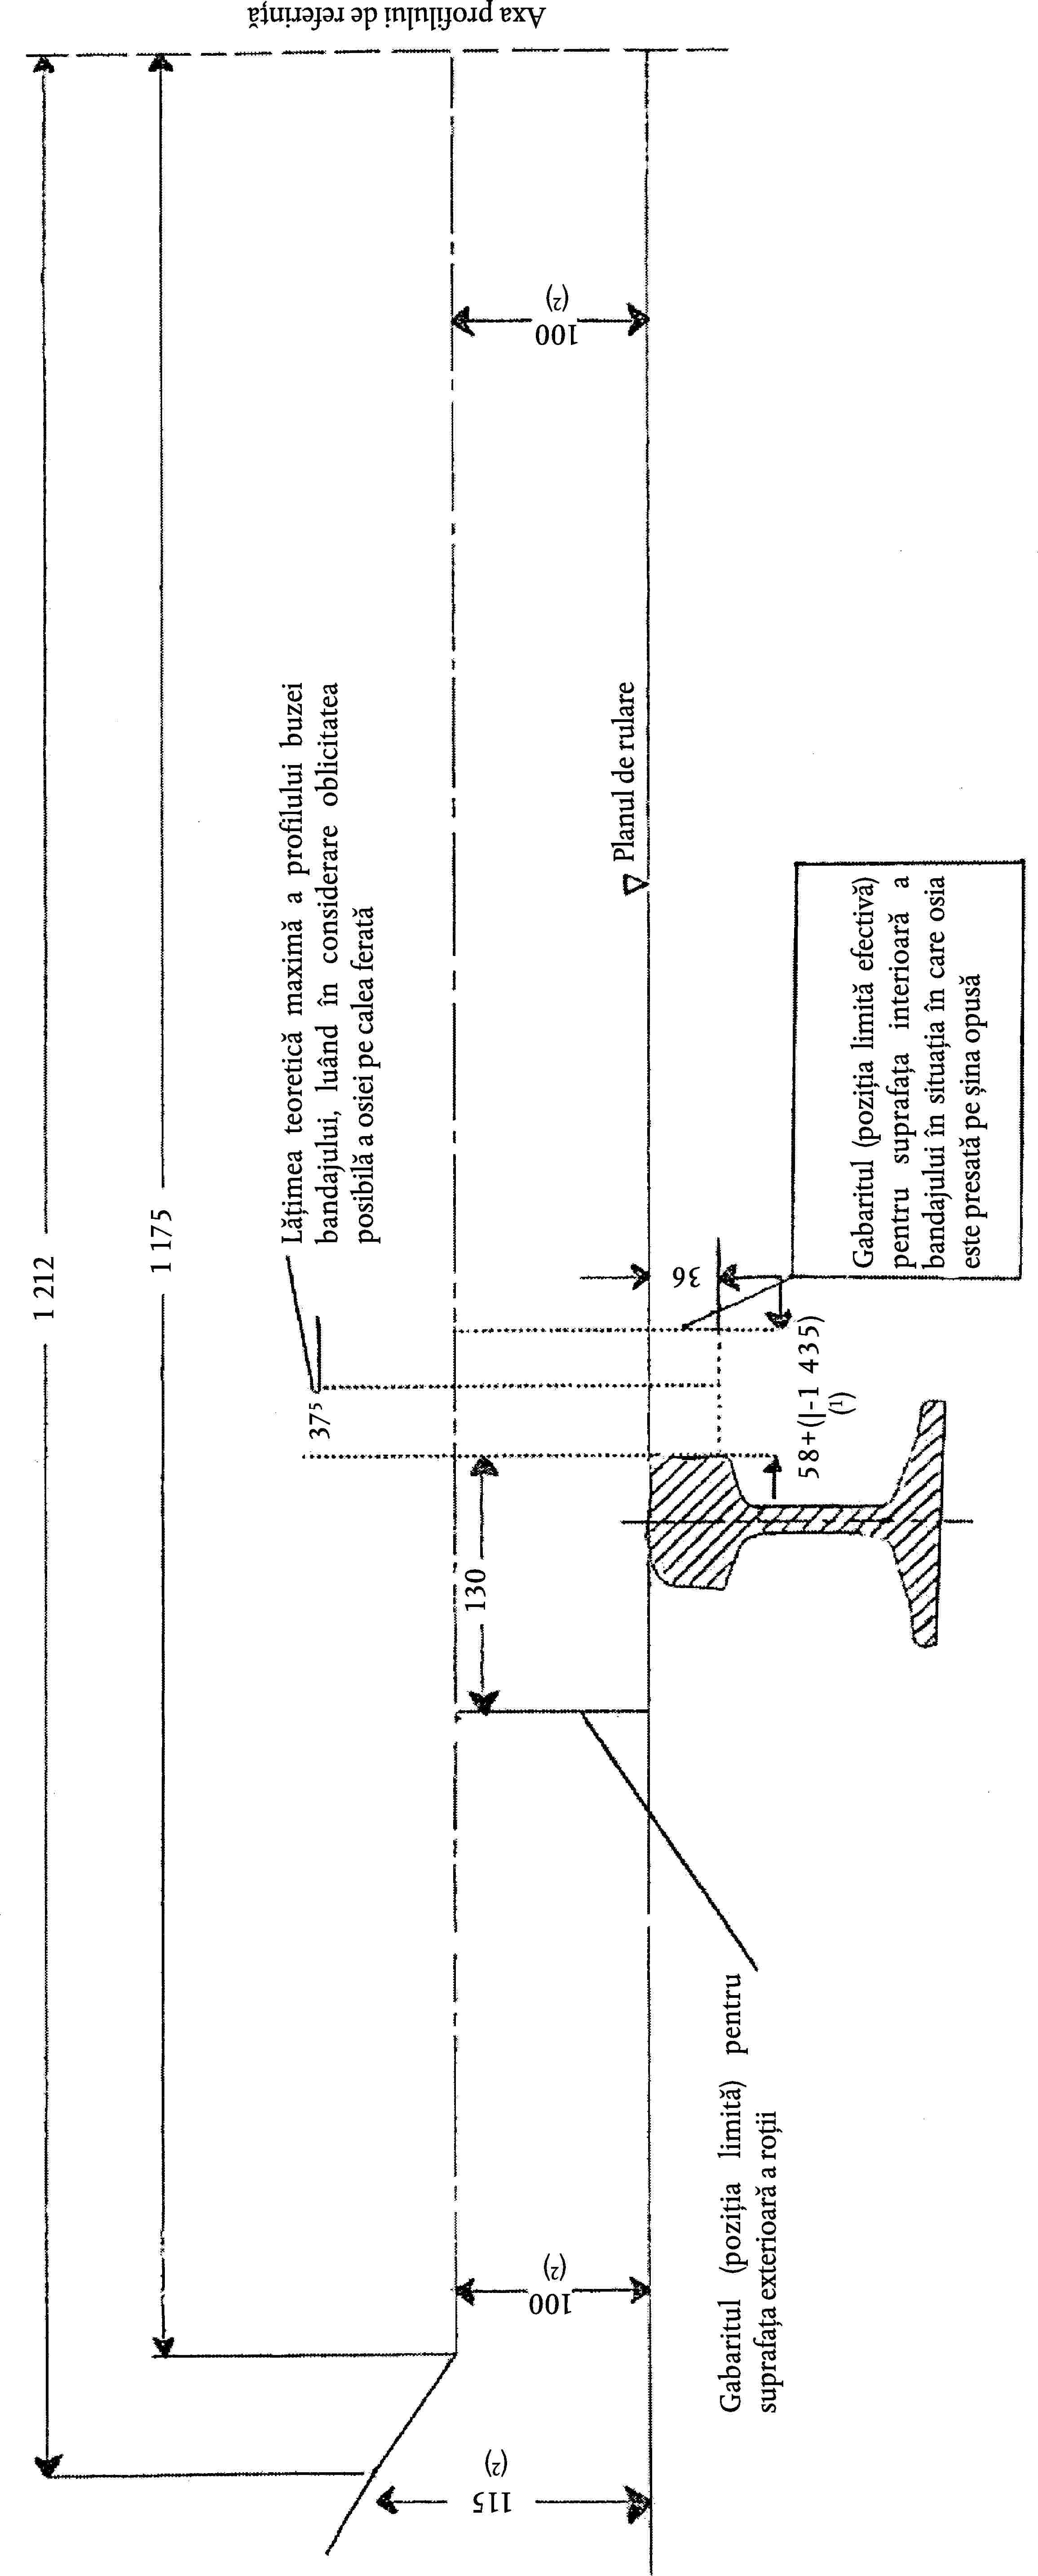 1 212
1 175
Lățimea teoretică maximă a profilului buzei
bandajului, luând în considerare oblicitatea
posibilă a osiei pe calea ferată
37⁵
Axa profilului de referință
115
(²)
100
(²)
130
100
(²)
Planul de rulare
36
58+(l-1 435)
(¹)
Gabaritul (poziția limită) pentru
suprafața exterioară a roții
Gabaritul (poziția limită efectivă)
pentru suprafața interioară a
bandajului în situația în care osia
este presată pe șina opusă